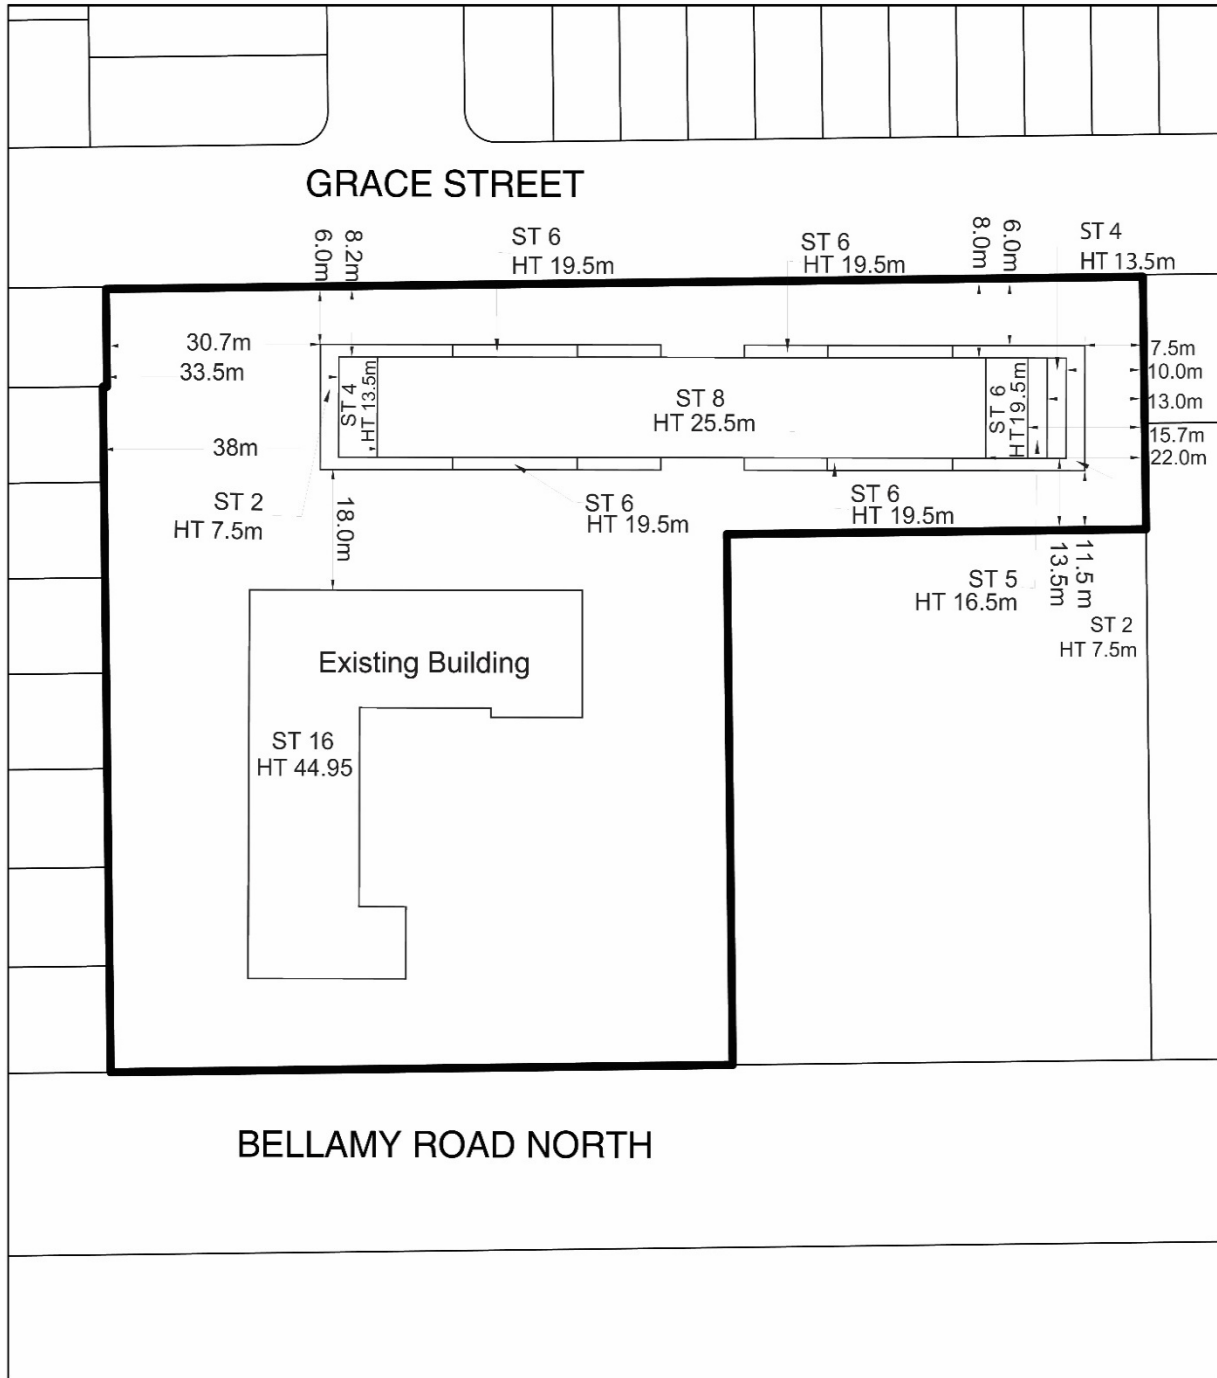 GRACE STREET
6.0m
8.2m
ST 6
HT 19.5m
ST 6
HT 19.5m
8.0m
6.0m
ST 4
HT 13.5m
30.7m
33.5m
38m
ST 4
HT 13.5m
ST 8
HT 25.5m
ST 6
HT 19.5m
7.5m
10.0m
13.0m
15.7m
22.0m
ST 2
HT 7.5m
18.0m
ST 6
HT 19.5m
ST 6
HT 19.5m
ST 5
HT 16.5m
13.5m
11.5 m
ST 2
HT 7.5m
Existing Building
ST 16
HT 44.95
BELLAMY ROAD NORTH